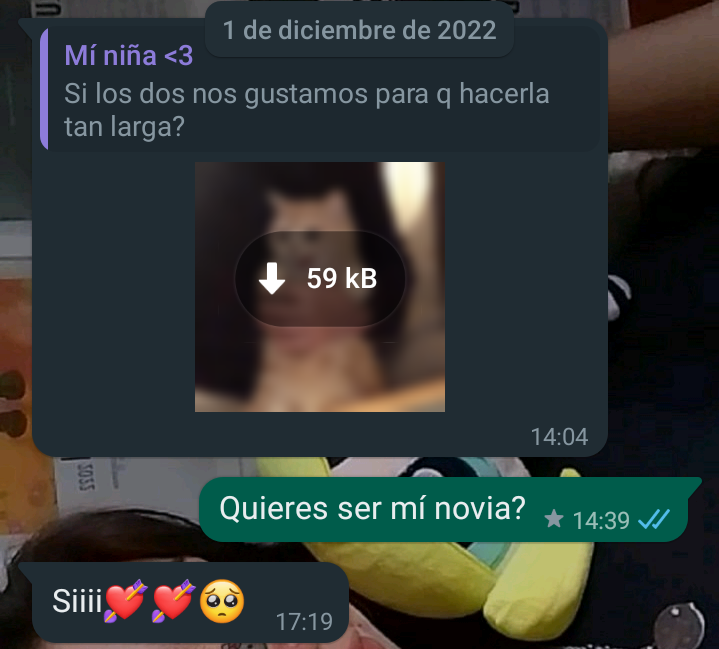 1 de diciembre de 2022
Mí niña <3
Si los dos nos gustamos para q hacerla
tan larga?
59 kB
14:04
Quieres ser mí novia?
14:39
Siiii💘💘🥺
17:19
2022